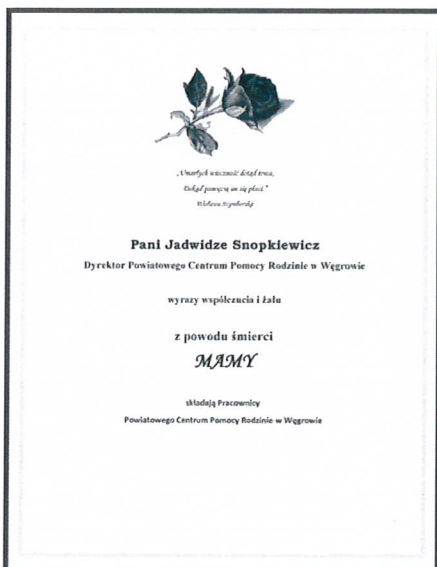 „Umarłych wieczność dotąd trwa,
Dokąd pamięcią im się płaci.”
Wisława Szymborska
Pani Jadwidze Snopkiewicz
Dyrektor Powiatowego Centrum Pomocy Rodzinie w Węgrowie
wyrazy współczucia i żalu
z powodu śmierci
MAMY
składają Pracownicy
Powiatowego Centrum Pomocy Rodzinie w Węgrowie